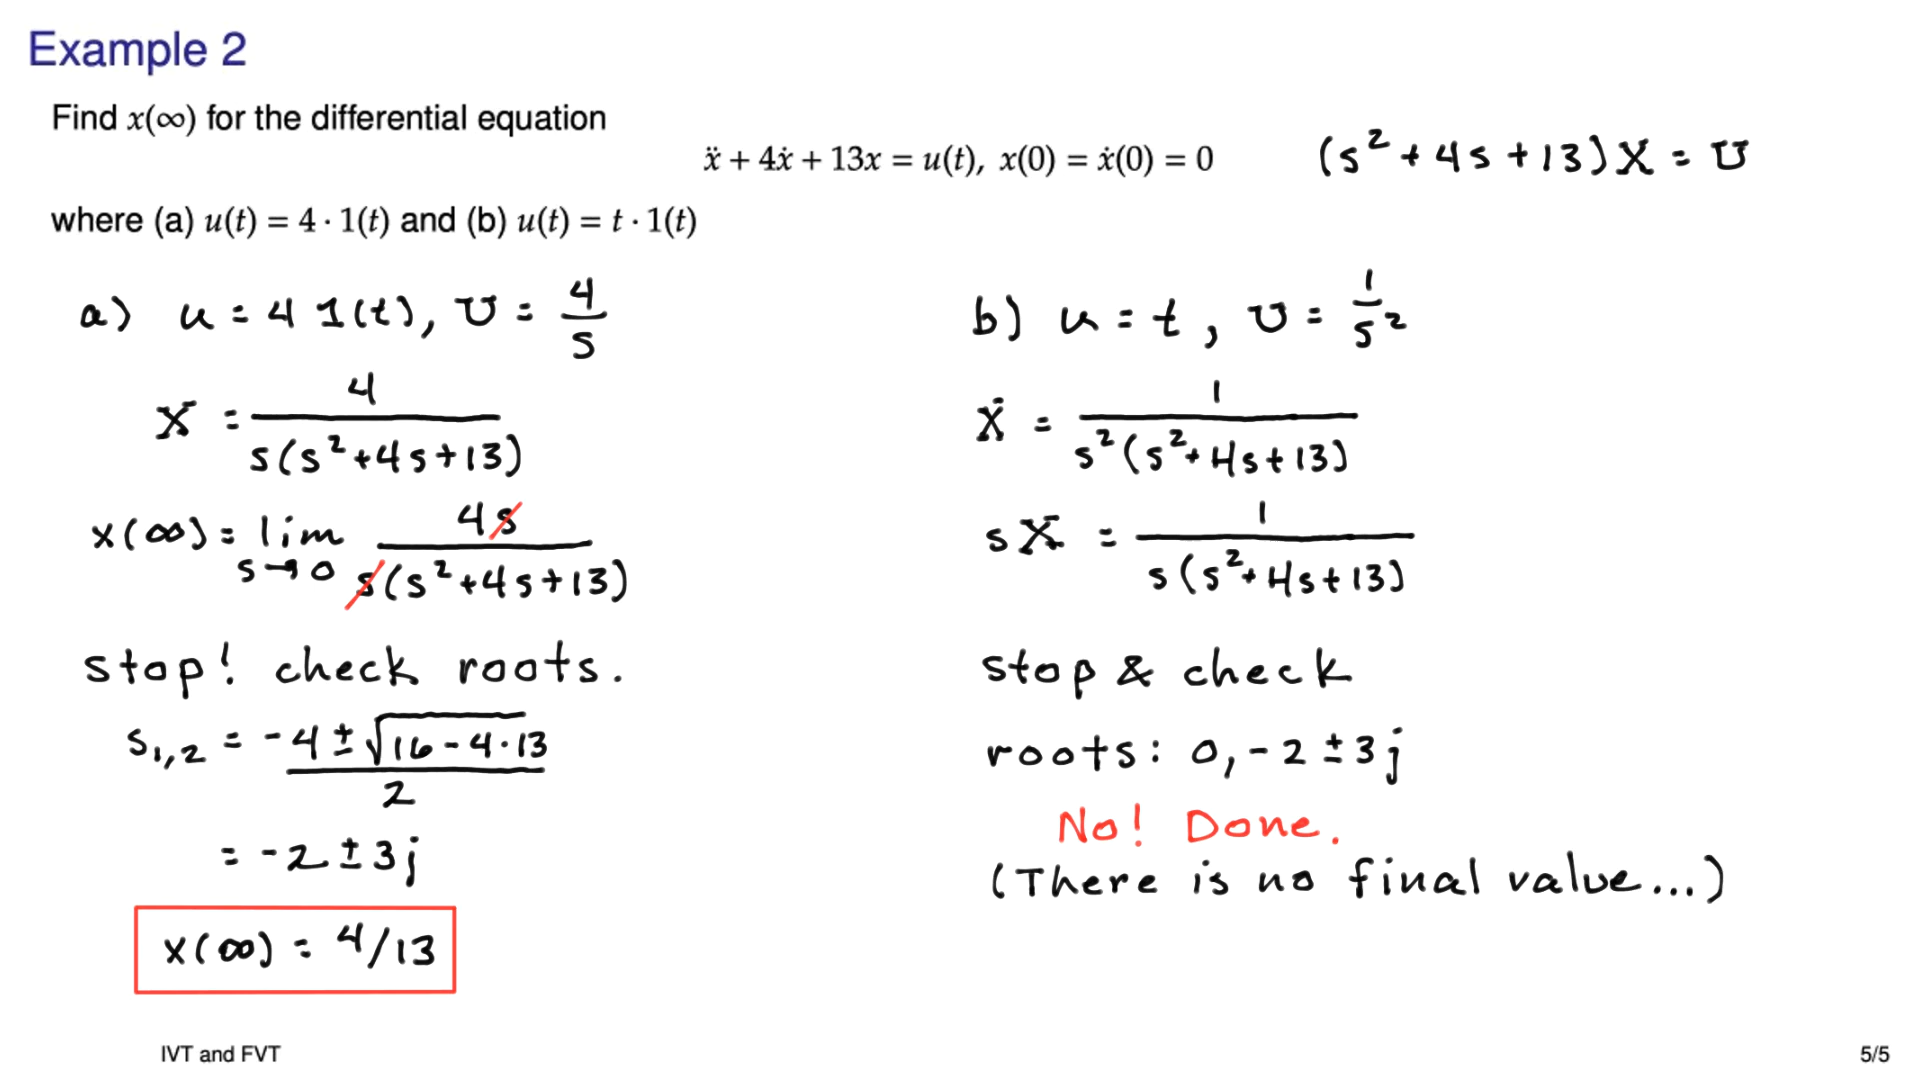 Example 2
Find x(∞) for the differential equation
ẍ + 4ẋ + 13x = u(t), x(0) = ẋ(0) = 0
(s² + 4s + 13)X = U
where (a) u(t) = 4 · 1(t) and (b) u(t) = t · 1(t)
a) u = 4 1(t), U = 4/s
X = 4/(s(s²+4s+13))
x(∞) = lim s→0 4s/(s(s²+4s+13))
stop! check roots.
s₁,₂ = -4 ± √(16-4·13)/2
= -2 ± 3j
x(∞) = 4/13
b) u = t, U = 1/s²
X = 1/(s²(s²+4s+13))
sX = 1/(s(s²+4s+13))
stop & check
roots: 0, -2 ± 3j
No! Done.
(There is no final value...)
IVT and FVT
5/5